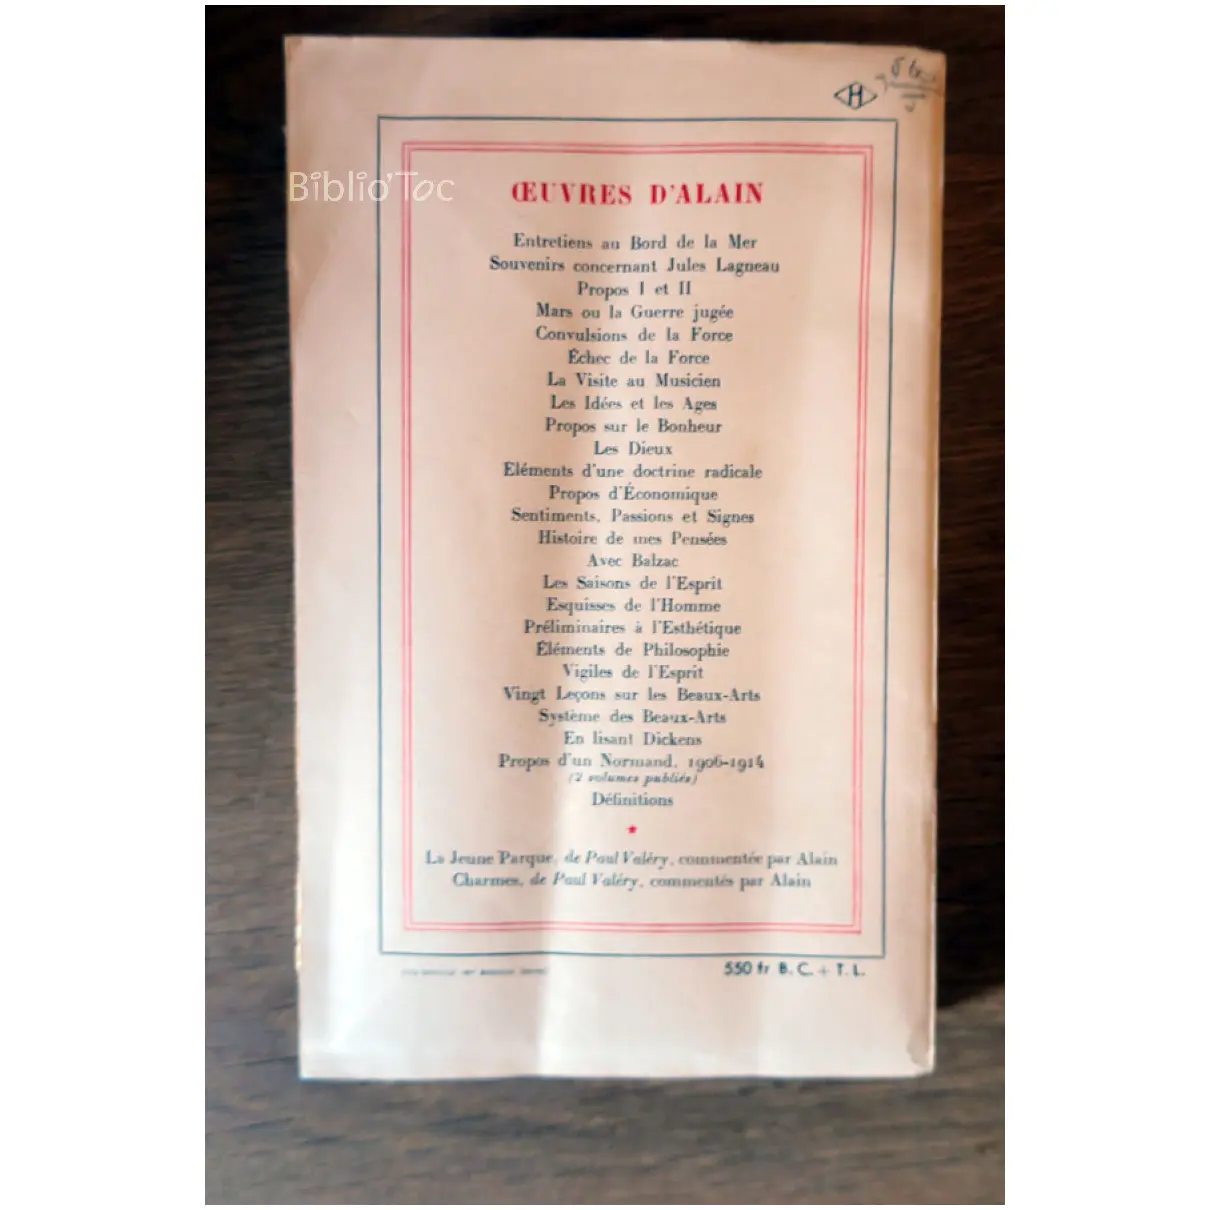 H
Biblio'Toc
ŒUVRES D'ALAIN
Entretiens au Bord de la Mer
Souvenirs concernant Jules Lagneau
Propos I et II
Mars ou la Guerre jugée
Convulsions de la Force
Échec de la Force
La Visite au Musicien
Les Idées et les Ages
Propos sur le Bonheur
Les Dieux
Eléments d'une doctrine radicale
Propos d'Économique
Sentiments, Passions et Signes
Histoire de mes Pensées
Avec Balzac
Les Saisons de l'Esprit
Esquisses de l'Homme
Préliminaires à l'Esthétique
Éléments de Philosophie
Vigiles de l'Esprit
Vingt Leçons sur les Beaux-Arts
Système des Beaux-Arts
En lisant Dickens
Propos d'un Normand, 1906-1914
(2 volumes publiés)
Définitions
★
La Jeune Parque, de Paul Valéry, commentée par Alain
Charmes, de Paul Valéry, commentés par Alain
550 fr B. C. + T. L.